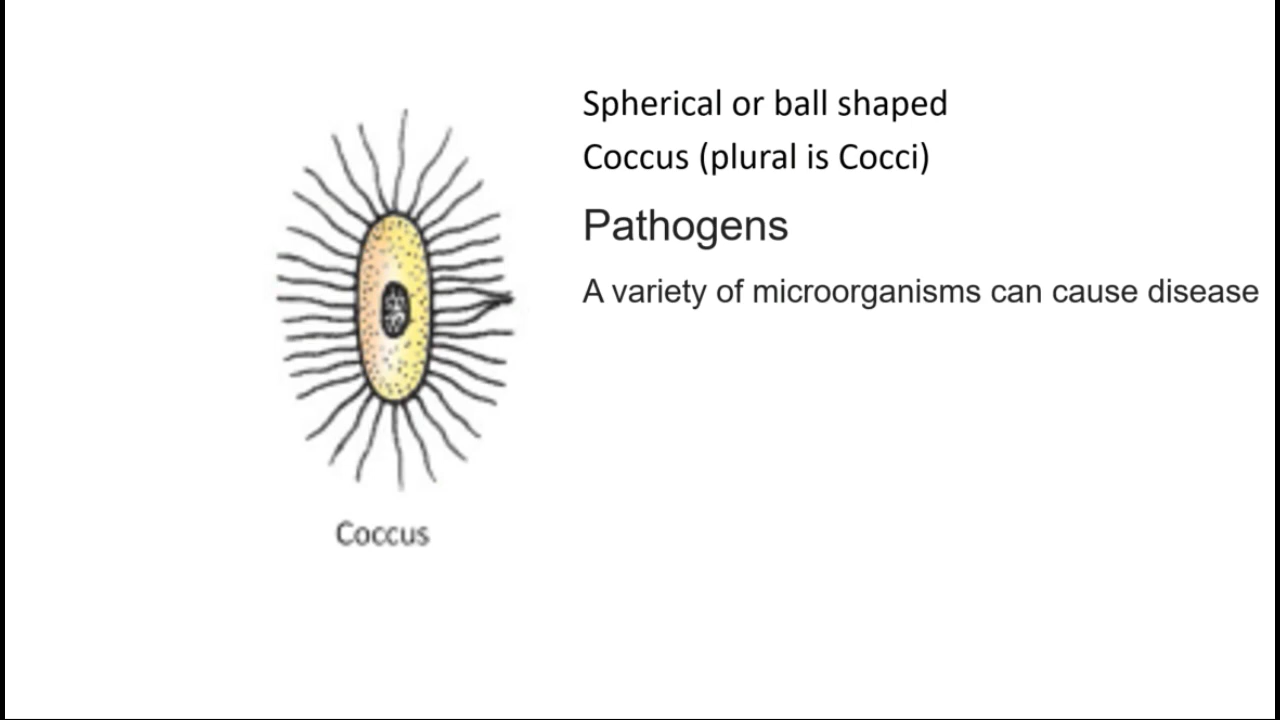 Spherical or ball shaped
Coccus (plural is Cocci)
Pathogens
A variety of microorganisms can cause disease
Coccus